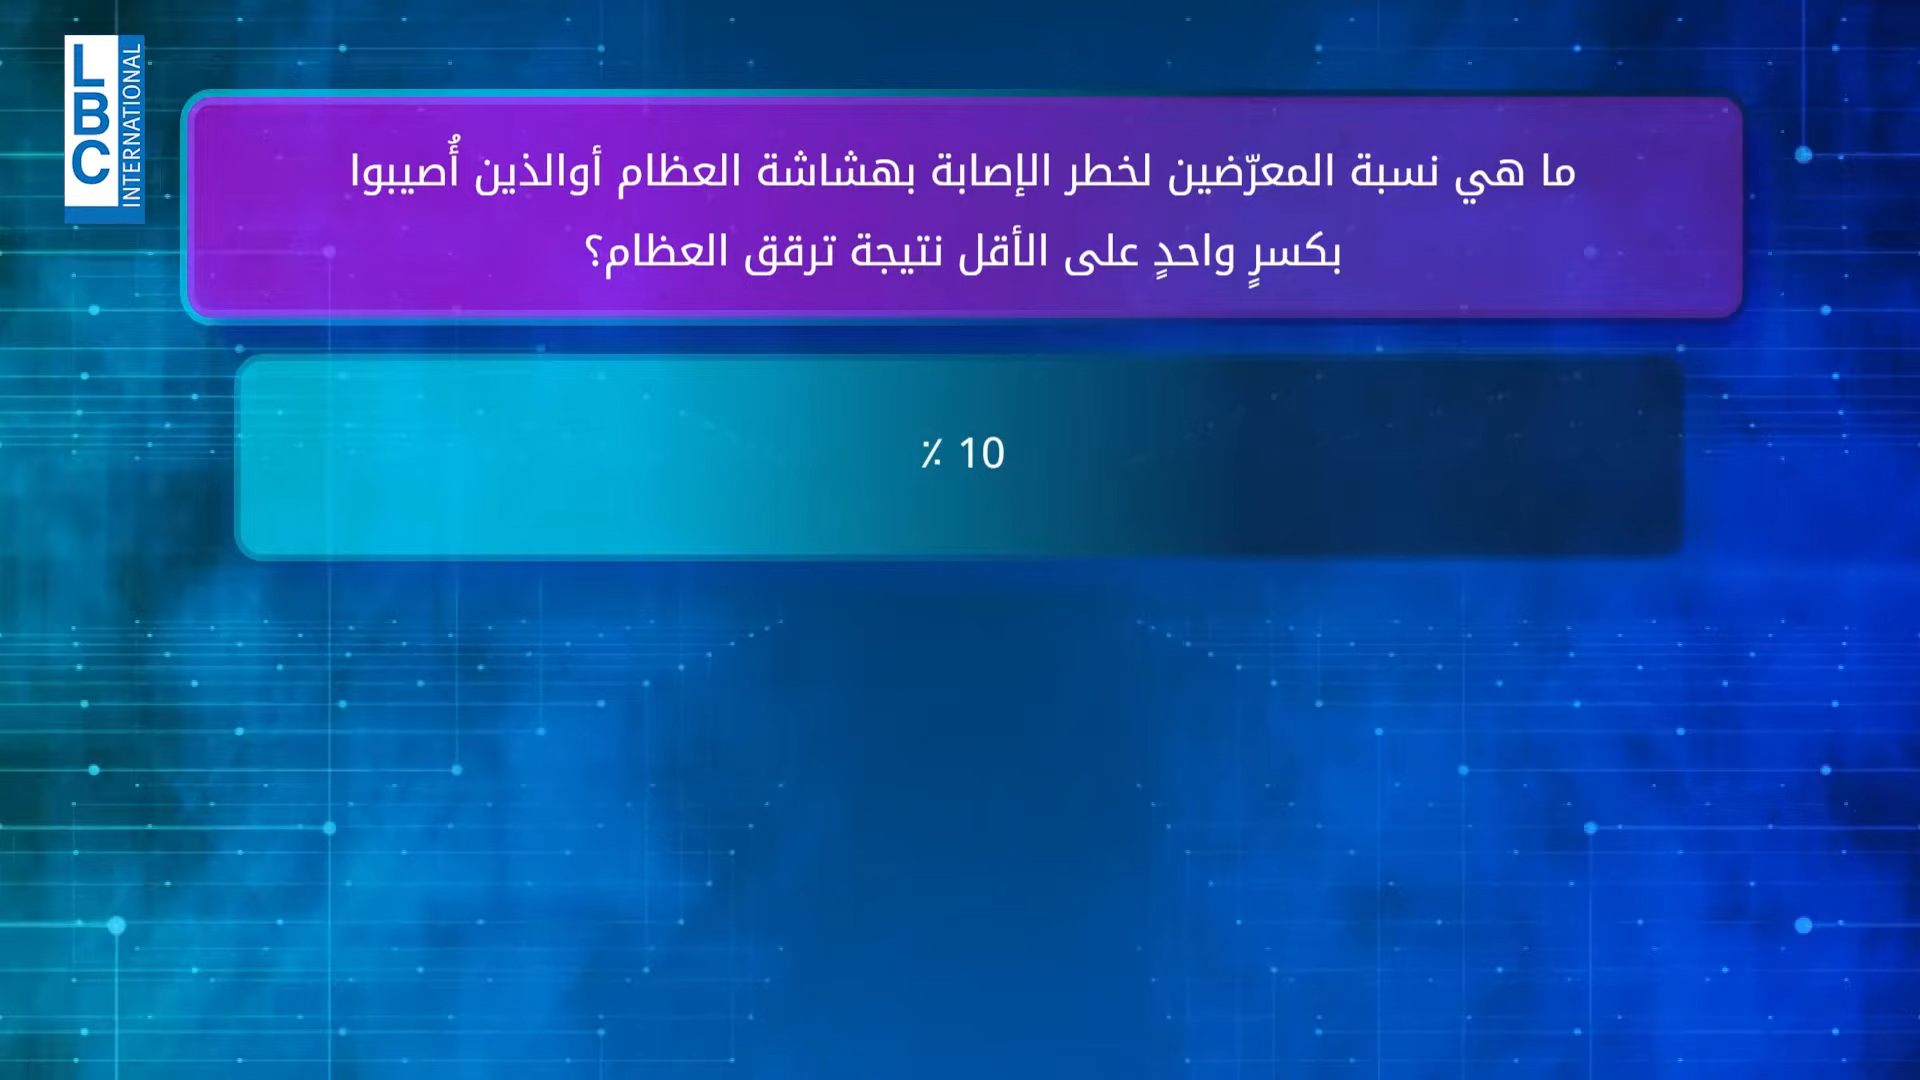 LBC
INTERNATIONAL
ما هي نسبة المعرّضين لخطر الإصابة بهشاشة العظام أوالذين أُصيبوا
بكسرٍ واحدٍ على الأقل نتيجة ترقق العظام؟
10 ٪